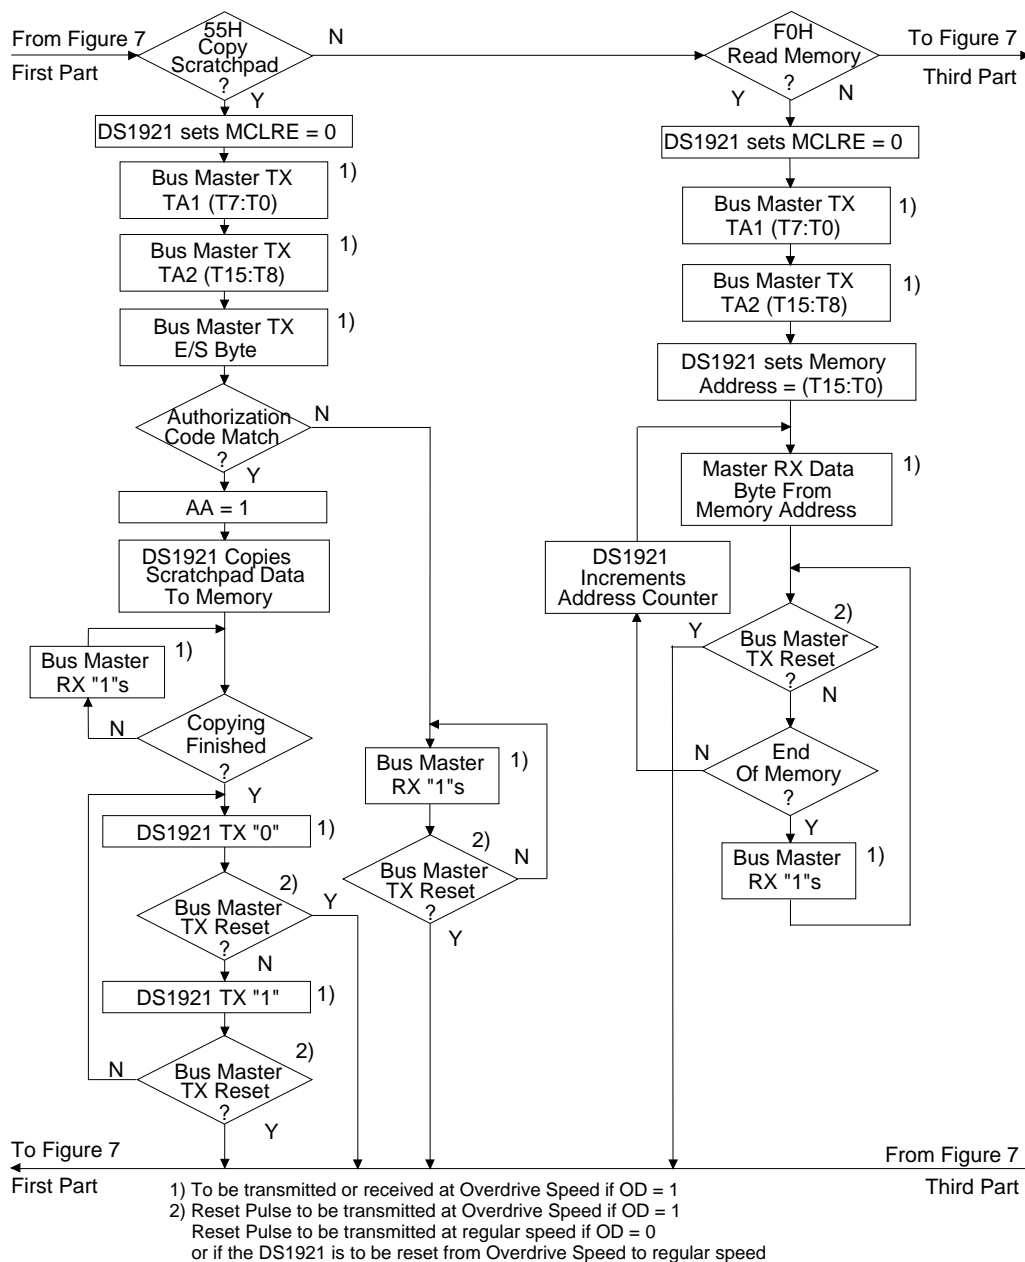 From Figure 7
First Part
55H
Copy
Scratchpad
?
N
Y
F0H
Read Memory
?
Y
N
To Figure 7
Third Part
DS1921 sets MCLRE = 0
Bus Master TX
TA1 (T7:T0)
1)
Bus Master TX
TA2 (T15:T8)
1)
Bus Master TX
E/S Byte
1)
Authorization
Code Match
?
N
Y
AA = 1
DS1921 Copies
Scratchpad Data
To Memory
Bus Master
RX "1"s
1)
N
Copying
Finished
?
Y
DS1921 TX "0"
1)
Bus Master
TX Reset
?
2)
Y
N
DS1921 TX "1"
1)
Bus Master
TX Reset
?
2)
N
Y
Bus Master
RX "1"s
1)
Bus Master
TX Reset
?
2)
N
Y
DS1921 sets MCLRE = 0
Bus Master TX
TA1 (T7:T0)
1)
Bus Master TX
TA2 (T15:T8)
1)
DS1921 sets Memory
Address = (T15:T0)
Master RX Data
Byte From
Memory Address
1)
DS1921
Increments
Address Counter
Bus Master
TX Reset
?
2)
Y
N
End
Of Memory
?
N
Y
Bus Master
RX "1"s
1)
To Figure 7
First Part
From Figure 7
Third Part
1) To be transmitted or received at Overdrive Speed if OD = 1
2) Reset Pulse to be transmitted at Overdrive Speed if OD = 1
Reset Pulse to be transmitted at regular speed if OD = 0
or if the DS1921 is to be reset from Overdrive Speed to regular speed